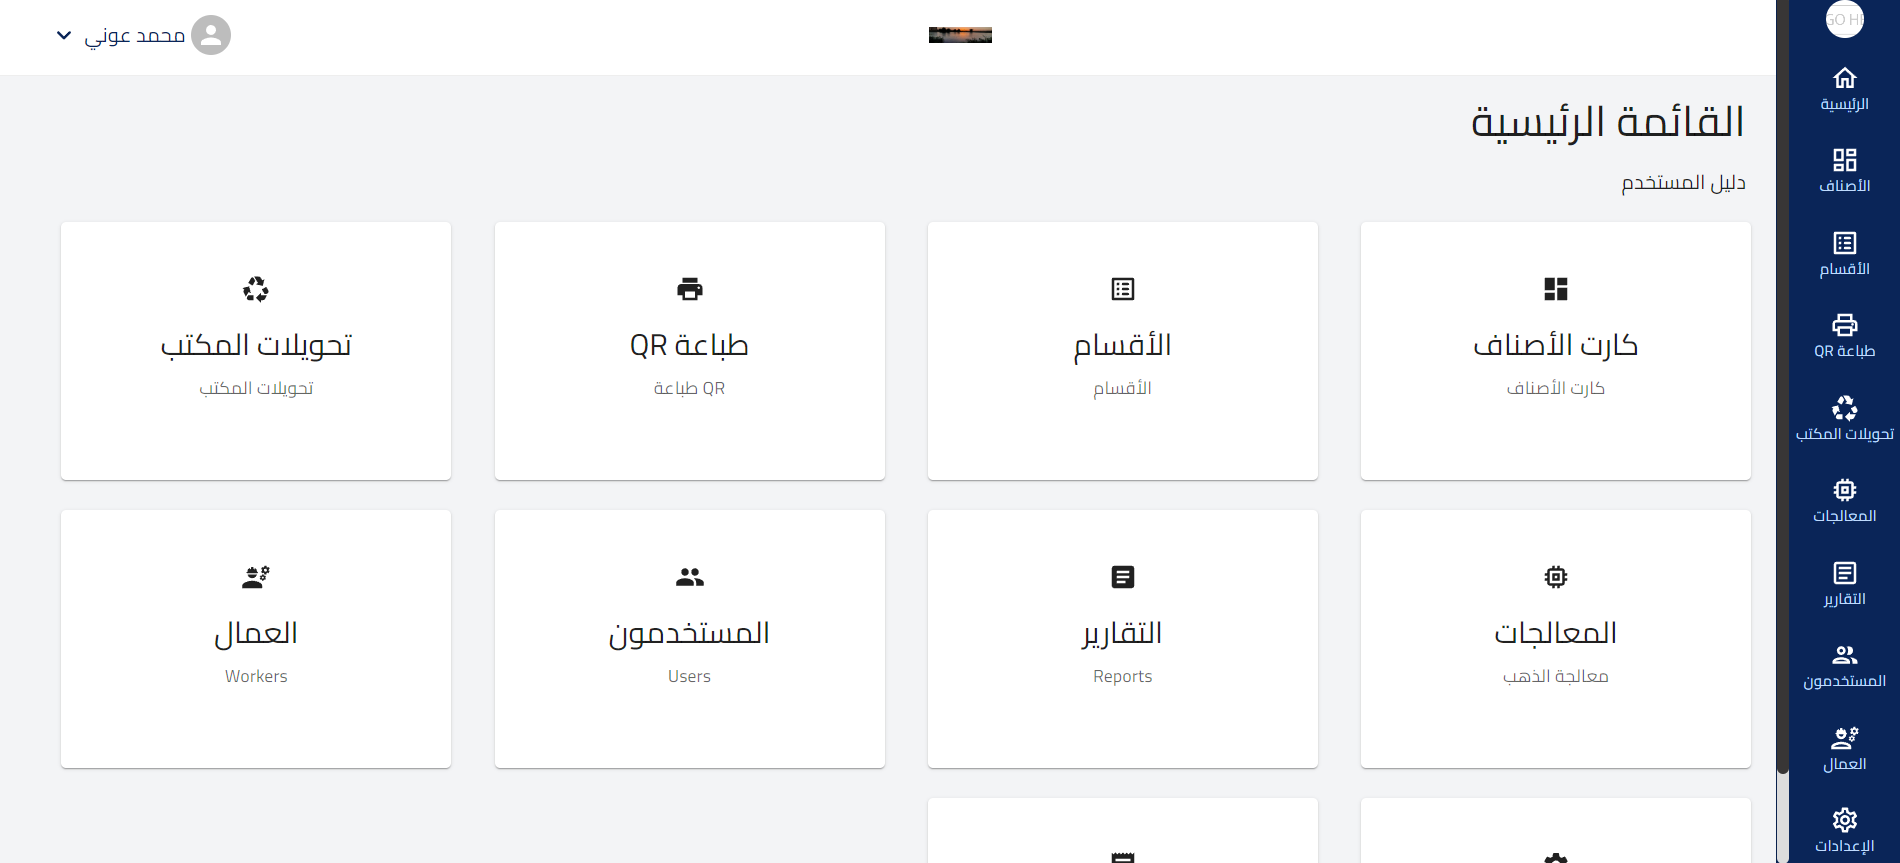 محمد عوني
الرئيسية
الأصناف
الأقسام
طباعة QR
تحويلات المكتب
المعالجات
التقارير
المستخدمون
العمال
الإعدادات
القائمة الرئيسية
دليل المستخدم
كارت الأصناف
كارت الأصناف
الأقسام
الأقسام
طباعة QR
QR طباعة
تحويلات المكتب
تحويلات المكتب
المعالجات
معالجة الذهب
التقارير
Reports
المستخدمون
Users
العمال
Workers